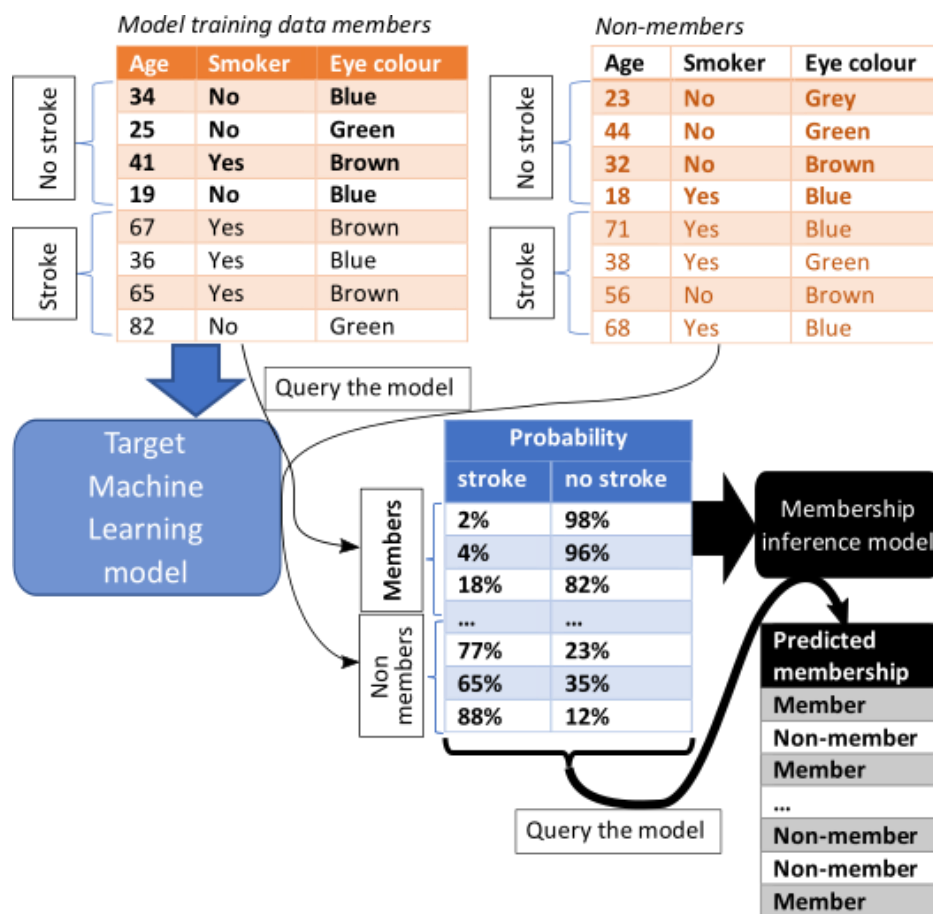 Model training data members
Age Smoker Eye colour
No stroke
34 No Blue
25 No Green
41 Yes Brown
19 No Blue
Stroke
67 Yes Brown
36 Yes Blue
65 Yes Brown
82 No Green
Non-members
Age Smoker Eye colour
No stroke
23 No Grey
44 No Green
32 No Brown
18 Yes Blue
Stroke
71 Yes Blue
38 Yes Green
56 No Brown
68 Yes Blue
Query the model
Target
Machine
Learning
model
Probability
stroke no stroke
Members
2% 98%
4% 96%
18% 82%
... ...
Non
members
77% 23%
65% 35%
88% 12%
Membership
inference model
Query the model
Predicted
membership
Member
Non-member
Member
...
Non-member
Non-member
Member